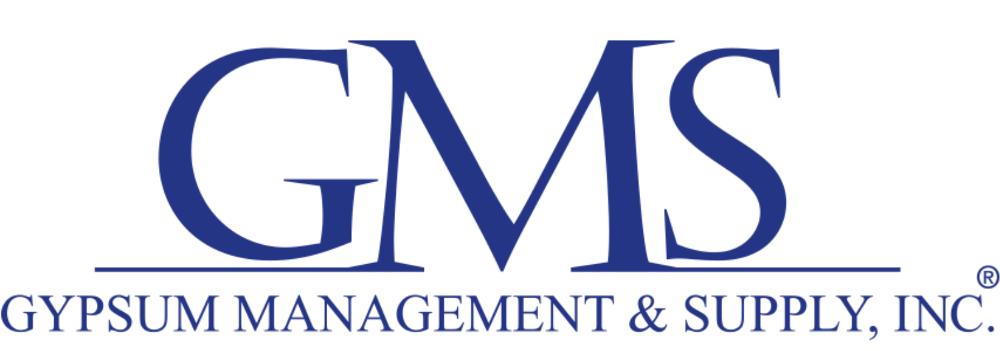 GMS
®
GYPSUM MANAGEMENT & SUPPLY, INC.